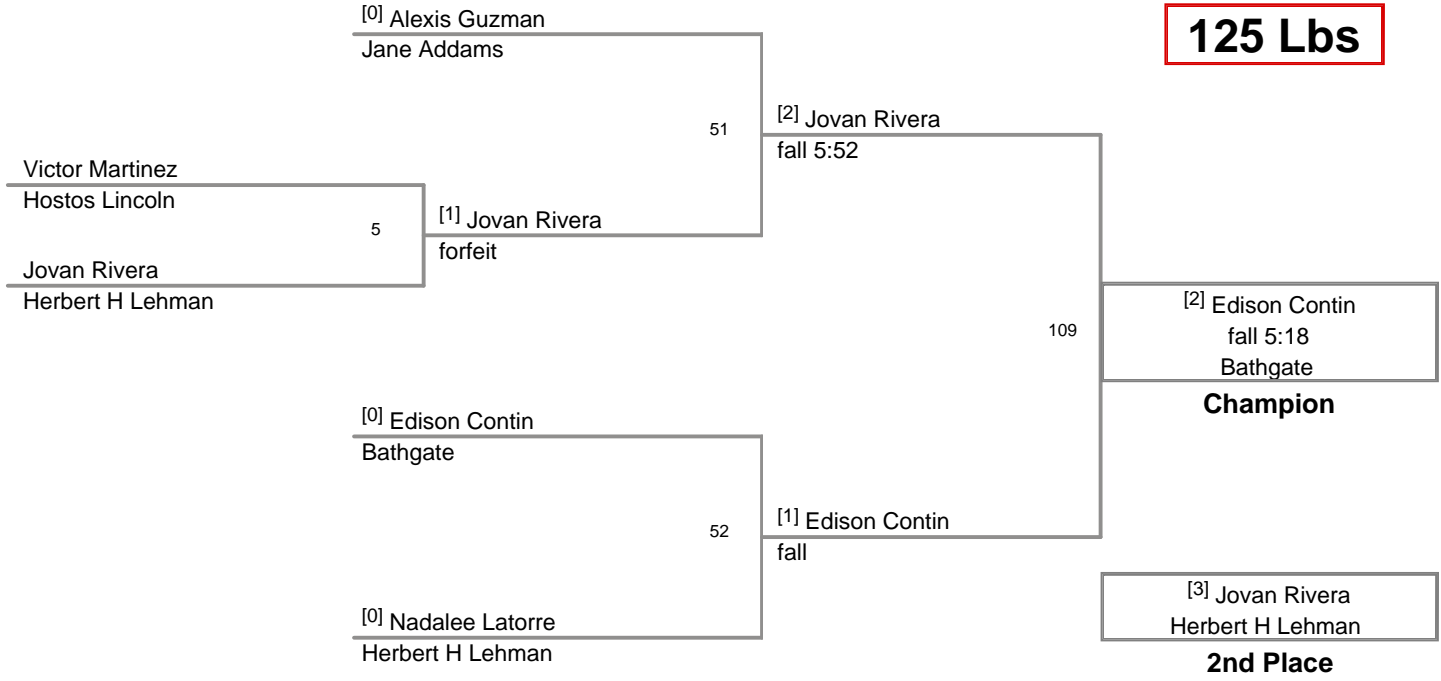 [0] Alexis Guzman
Jane Addams
125 Lbs
51
[2] Jovan Rivera
fall 5:52
Victor Martinez
Hostos Lincoln
5
[1] Jovan Rivera
forfeit
Jovan Rivera
Herbert H Lehman
109
[2] Edison Contin
fall 5:18
Bathgate
Champion
[0] Edison Contin
Bathgate
52
[1] Edison Contin
fall
[0] Nadalee Latorre
Herbert H Lehman
[3] Jovan Rivera
Herbert H Lehman
2nd Place